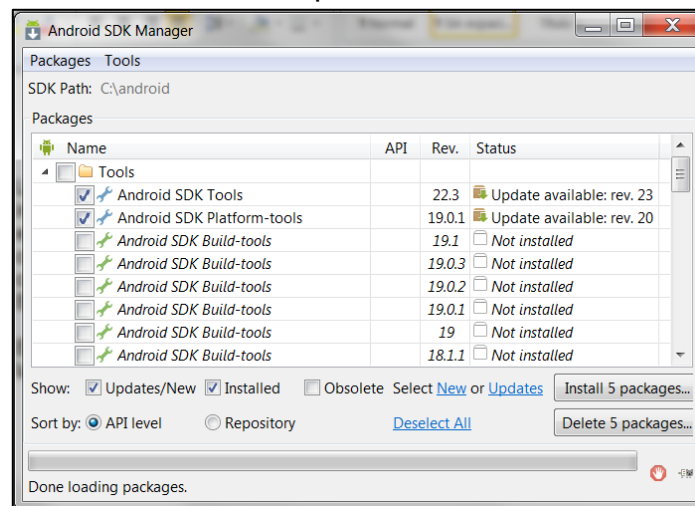 Android SDK Manager
Packages Tools
SDK Path: C:\android
Packages
Name API Rev. Status
Tools
Android SDK Tools 22.3 Update available: rev. 23
Android SDK Platform-tools 19.0.1 Update available: rev. 20
Android SDK Build-tools 19.1 Not installed
Android SDK Build-tools 19.0.3 Not installed
Android SDK Build-tools 19.0.2 Not installed
Android SDK Build-tools 19.0.1 Not installed
Android SDK Build-tools 19 Not installed
Android SDK Build-tools 18.1.1 Not installed
Show: Updates/New Installed Obsolete Select New or Updates Install 5 packages...
Sort by: API level Repository Deselect All Delete 5 packages...
Done loading packages.